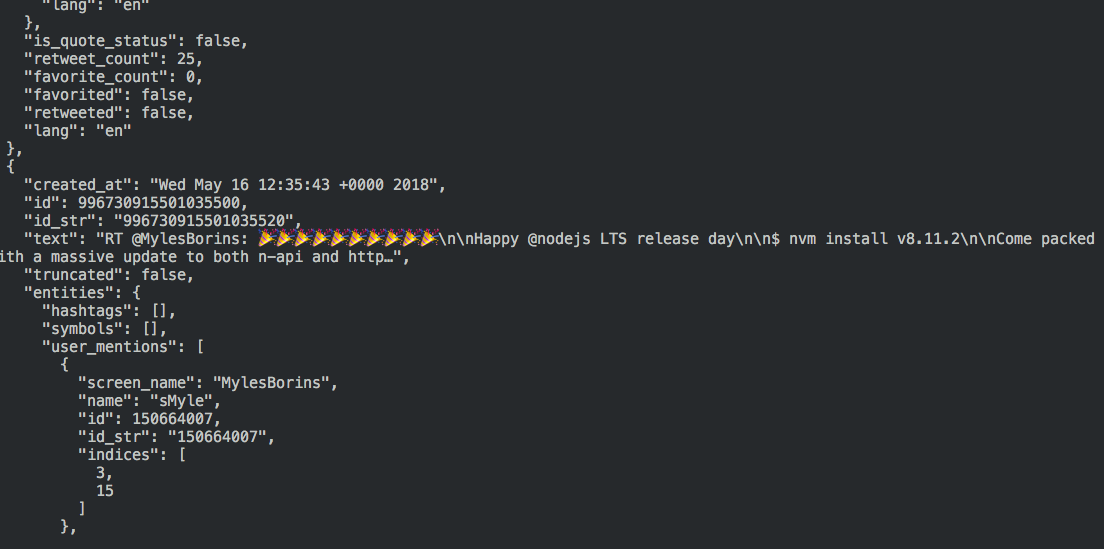 "lang": "en"
},
"is_quote_status": false,
"retweet_count": 25,
"favorite_count": 0,
"favorited": false,
"retweeted": false,
"lang": "en"
},
{
"created_at": "Wed May 16 12:35:43 +0000 2018",
"id": 996730915501035500,
"id_str": "996730915501035520",
"text": "RT @MylesBorins: 🎉🎉🎉🎉🎉🎉🎉🎉🎉🎉\n\nHappy @nodejs LTS release day\n\n$ nvm install v8.11.2\n\nCome packed
ith a massive update to both n-api and http…",
"truncated": false,
"entities": {
"hashtags": [],
"symbols": [],
"user_mentions": [
{
"screen_name": "MylesBorins",
"name": "sMyle",
"id": 150664007,
"id_str": "150664007",
"indices": [
3,
15
]
},